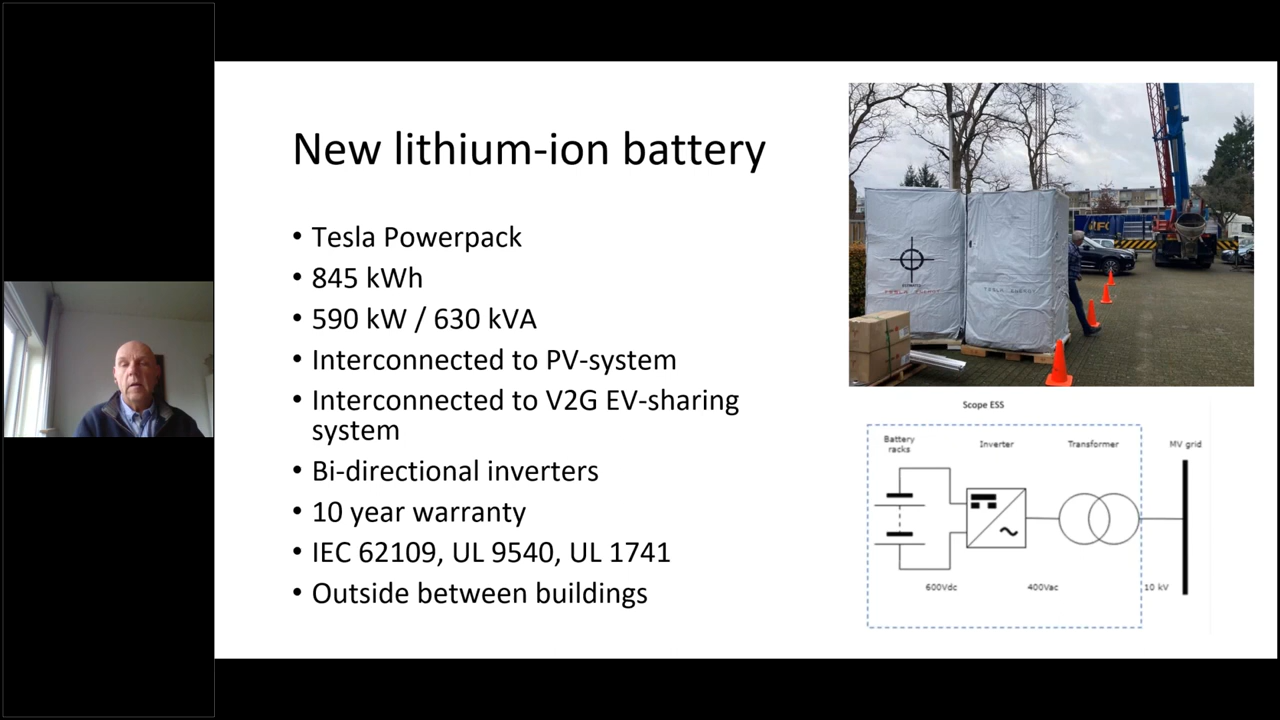 New lithium-ion battery
• Tesla Powerpack
• 845 kWh
• 590 kW / 630 kVA
• Interconnected to PV-system
• Interconnected to V2G EV-sharing
system
• Bi-directional inverters
• 10 year warranty
• IEC 62109, UL 9540, UL 1741
• Outside between buildings
TESLA ENERGY
Scope ESS
Battery
racks
Inverter
Transformer
MV grid
600Vdc
400Vac
10 kV